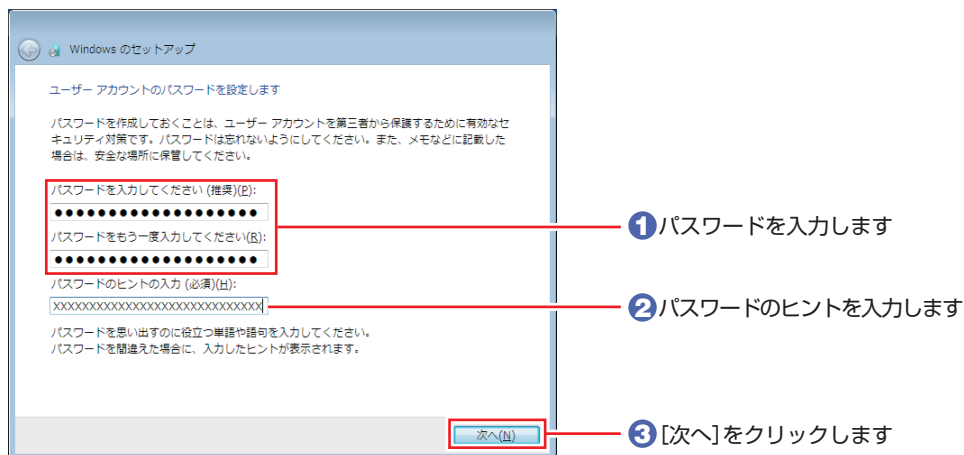 Windows のセットアップ
ユーザー アカウントのパスワードを設定します
パスワードを作成しておくことは、ユーザー アカウントを第三者から保護するために有効なセ
キュリティ対策です。パスワードは忘れないようにしてください。また、メモなどに記載した
場合は、安全な場所に保管してください。
パスワードを入力してください (推奨)(P):
●●●●●●●●●●●●●●●●●●●
パスワードをもう一度入力してください(R):
●●●●●●●●●●●●●●●●●●●
❶パスワードを入力します
パスワードのヒントの入力 (必須)(H):
XXXXXXXXXXXXXXXXXXXXXXXXXXXXX
❷パスワードのヒントを入力します
パスワードを思い出すのに役立つ単語や語句を入力してください。
パスワードを間違えた場合に、入力したヒントが表示されます。
次へ(N)
❸[次へ]をクリックします